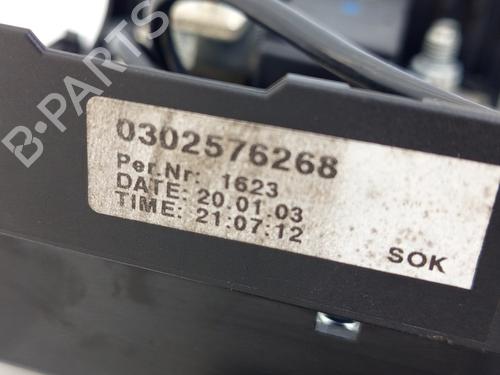 B-PARTS
0302576268
Per.Nr: 1623
DATE: 20.01.03
TIME: 21:07:12
SOK